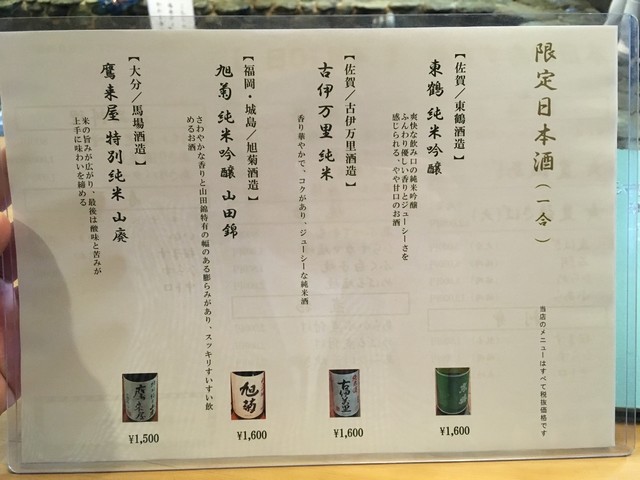 限定日本酒(一合)
当店のメニューはすべて税抜価格です
【佐賀/東鶴酒造】
東鶴 純米吟醸
爽快な飲み口の純米吟醸
ふんわり優しい香りとジューシーさを
感じられる、やや甘口のお酒
¥1,600
【佐賀/古伊万里酒造】
古伊万里 純米
香り華やかで、コクがあり、ジューシーな純米酒
古伊万里
¥1,600
【福岡・城島/旭菊酒造】
旭菊 純米吟醸 山田錦
さわやかな香りと山田錦特有の幅のある膨らみがあり、スッキリすいすい飲
めるお酒
旭菊
¥1,600
【大分/馬場酒造】
鷹来屋 特別純米 山廃
米の旨みが広がり、最後は酸味と苦みが
上手に味わいを締める
鷹来屋
¥1,500